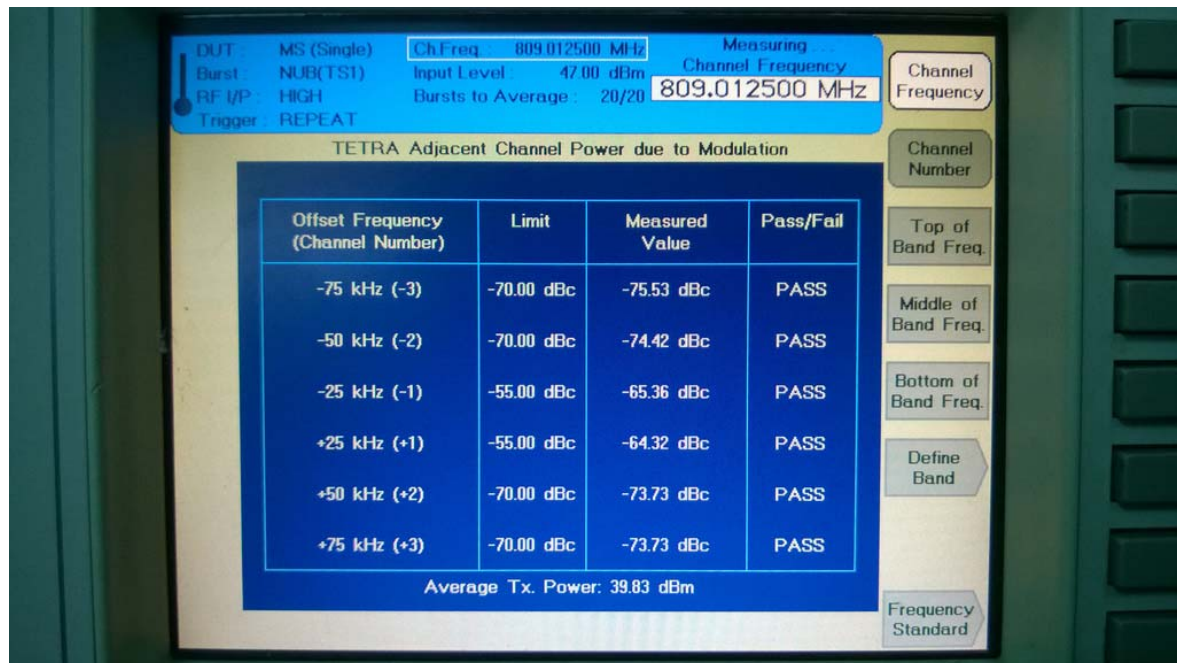 DUT : MS (Single) Ch.Freq. : 809.012500 MHz Measuring ...
Burst : NUB(TS1) Input Level : 47.00 dBm Channel Frequency
RF I/P : HIGH Bursts to Average : 20/20 809.012500 MHz
Trigger : REPEAT
Channel
Frequency
TETRA Adjacent Channel Power due to Modulation
Channel
Number
Offset Frequency
(Channel Number)
Limit
Measured
Value
Pass/Fail
Top of
Band Freq.
-75 kHz (-3) -70.00 dBc -75.53 dBc PASS
Middle of
Band Freq.
-50 kHz (-2) -70.00 dBc -74.42 dBc PASS
-25 kHz (-1) -55.00 dBc -65.36 dBc PASS
Bottom of
Band Freq.
+25 kHz (+1) -55.00 dBc -64.32 dBc PASS
Define
Band
+50 kHz (+2) -70.00 dBc -73.73 dBc PASS
+75 kHz (+3) -70.00 dBc -73.73 dBc PASS
Average Tx. Power: 39.83 dBm
Frequency
Standard